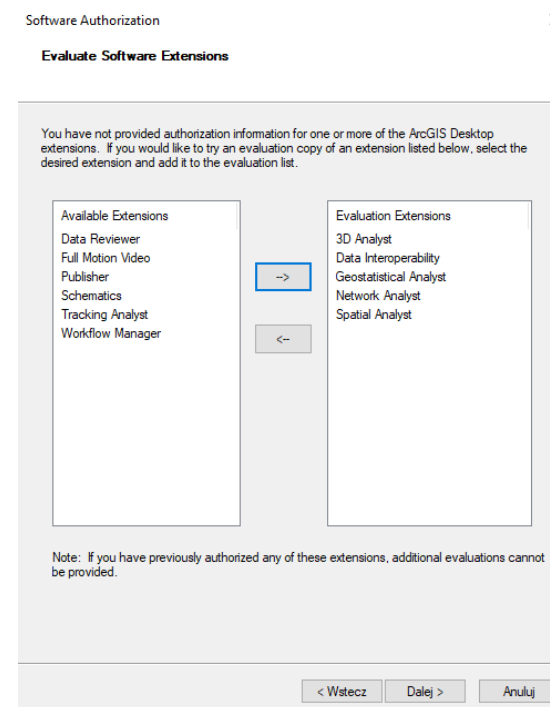 Software Authorization
Evaluate Software Extensions
You have not provided authorization information for one or more of the ArcGIS Desktop
extensions. If you would like to try an evaluation copy of an extension listed below, select the
desired extension and add it to the evaluation list.
Available Extensions
Data Reviewer
Full Motion Video
Publisher
Schematics
Tracking Analyst
Workflow Manager
-->
<--
Evaluation Extensions
3D Analyst
Data Interoperability
Geostatistical Analyst
Network Analyst
Spatial Analyst
Note: If you have previously authorized any of these extensions, additional evaluations cannot
be provided.
< Wstecz
Dalej >
Anuluj